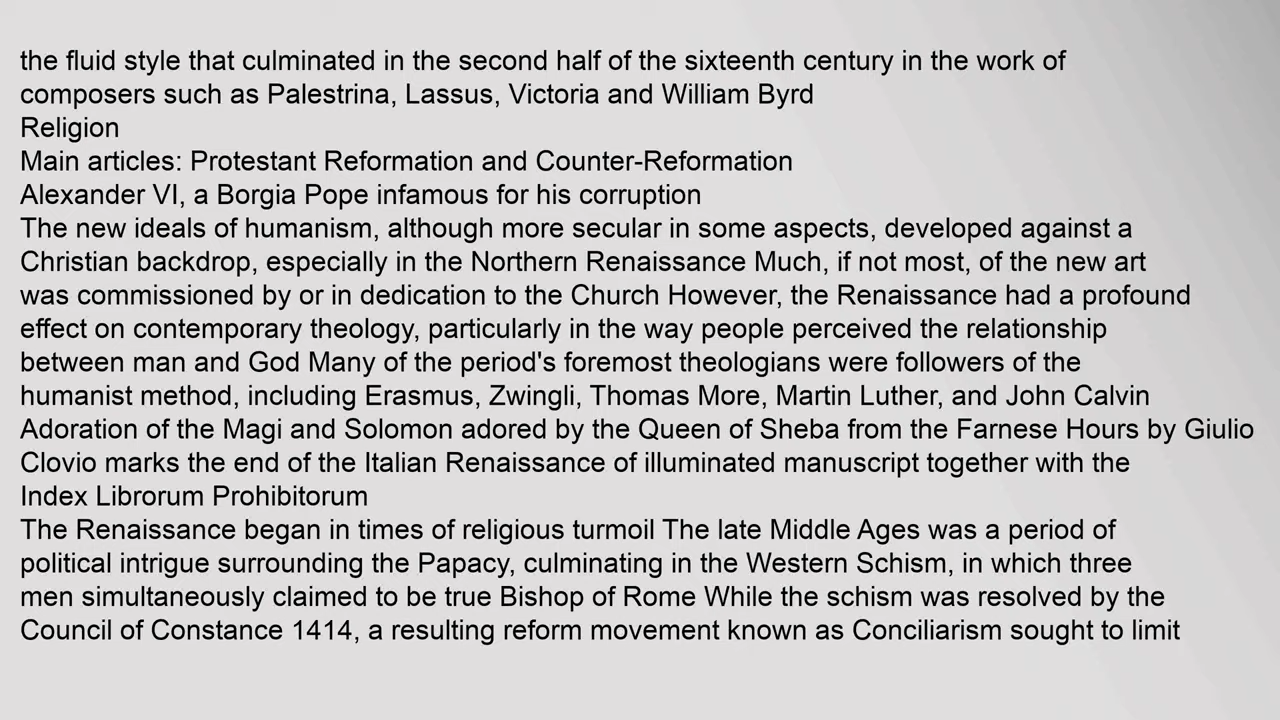 the fluid style that culminated in the second half of the sixteenth century in the work of
composers such as Palestrina, Lassus, Victoria and William Byrd
Religion
Main articles: Protestant Reformation and Counter-Reformation
Alexander VI, a Borgia Pope infamous for his corruption
The new ideals of humanism, although more secular in some aspects, developed against a
Christian backdrop, especially in the Northern Renaissance Much, if not most, of the new art
was commissioned by or in dedication to the Church However, the Renaissance had a profound
effect on contemporary theology, particularly in the way people perceived the relationship
between man and God Many of the period's foremost theologians were followers of the
humanist method, including Erasmus, Zwingli, Thomas More, Martin Luther, and John Calvin
Adoration of the Magi and Solomon adored by the Queen of Sheba from the Farnese Hours by Giulio
Clovio marks the end of the Italian Renaissance of illuminated manuscript together with the
Index Librorum Prohibitorum
The Renaissance began in times of religious turmoil The late Middle Ages was a period of
political intrigue surrounding the Papacy, culminating in the Western Schism, in which three
men simultaneously claimed to be true Bishop of Rome While the schism was resolved by the
Council of Constance 1414, a resulting reform movement known as Conciliarism sought to limit